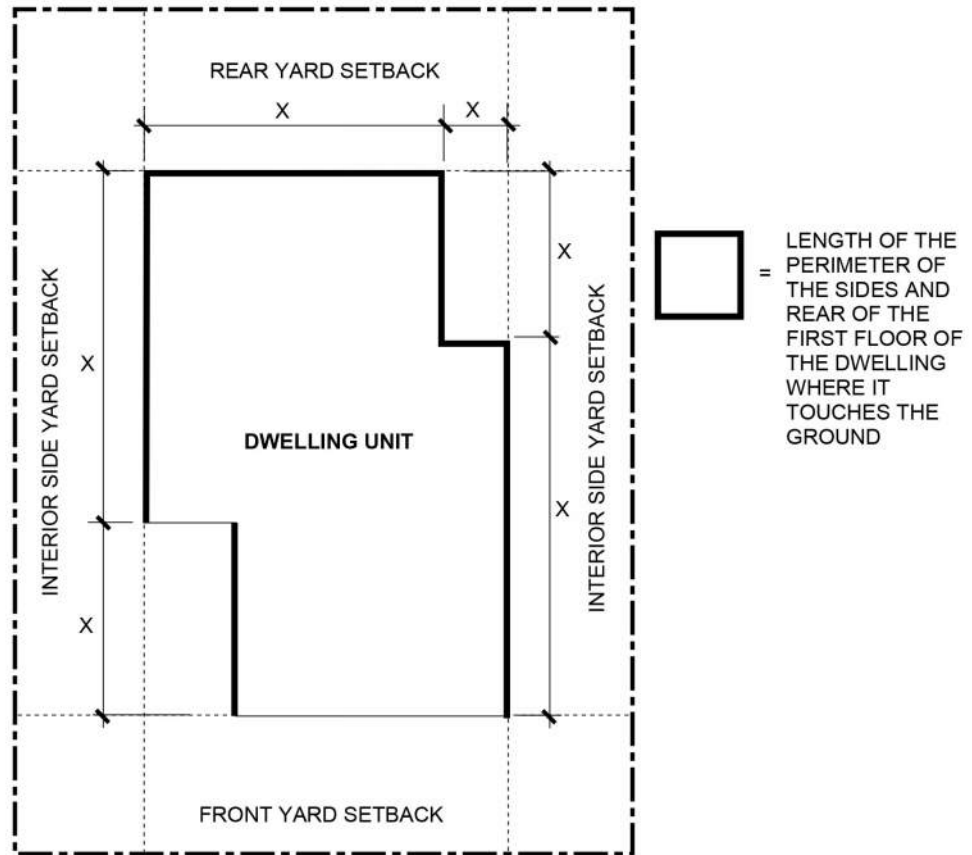 REAR YARD SETBACK
X
X
X
X
INTERIOR SIDE YARD SETBACK
DWELLING UNIT
X
X
INTERIOR SIDE YARD SETBACK
FRONT YARD SETBACK
=
LENGTH OF THE
PERIMETER OF
THE SIDES AND
REAR OF THE
FIRST FLOOR OF
THE DWELLING
WHERE IT
TOUCHES THE
GROUND